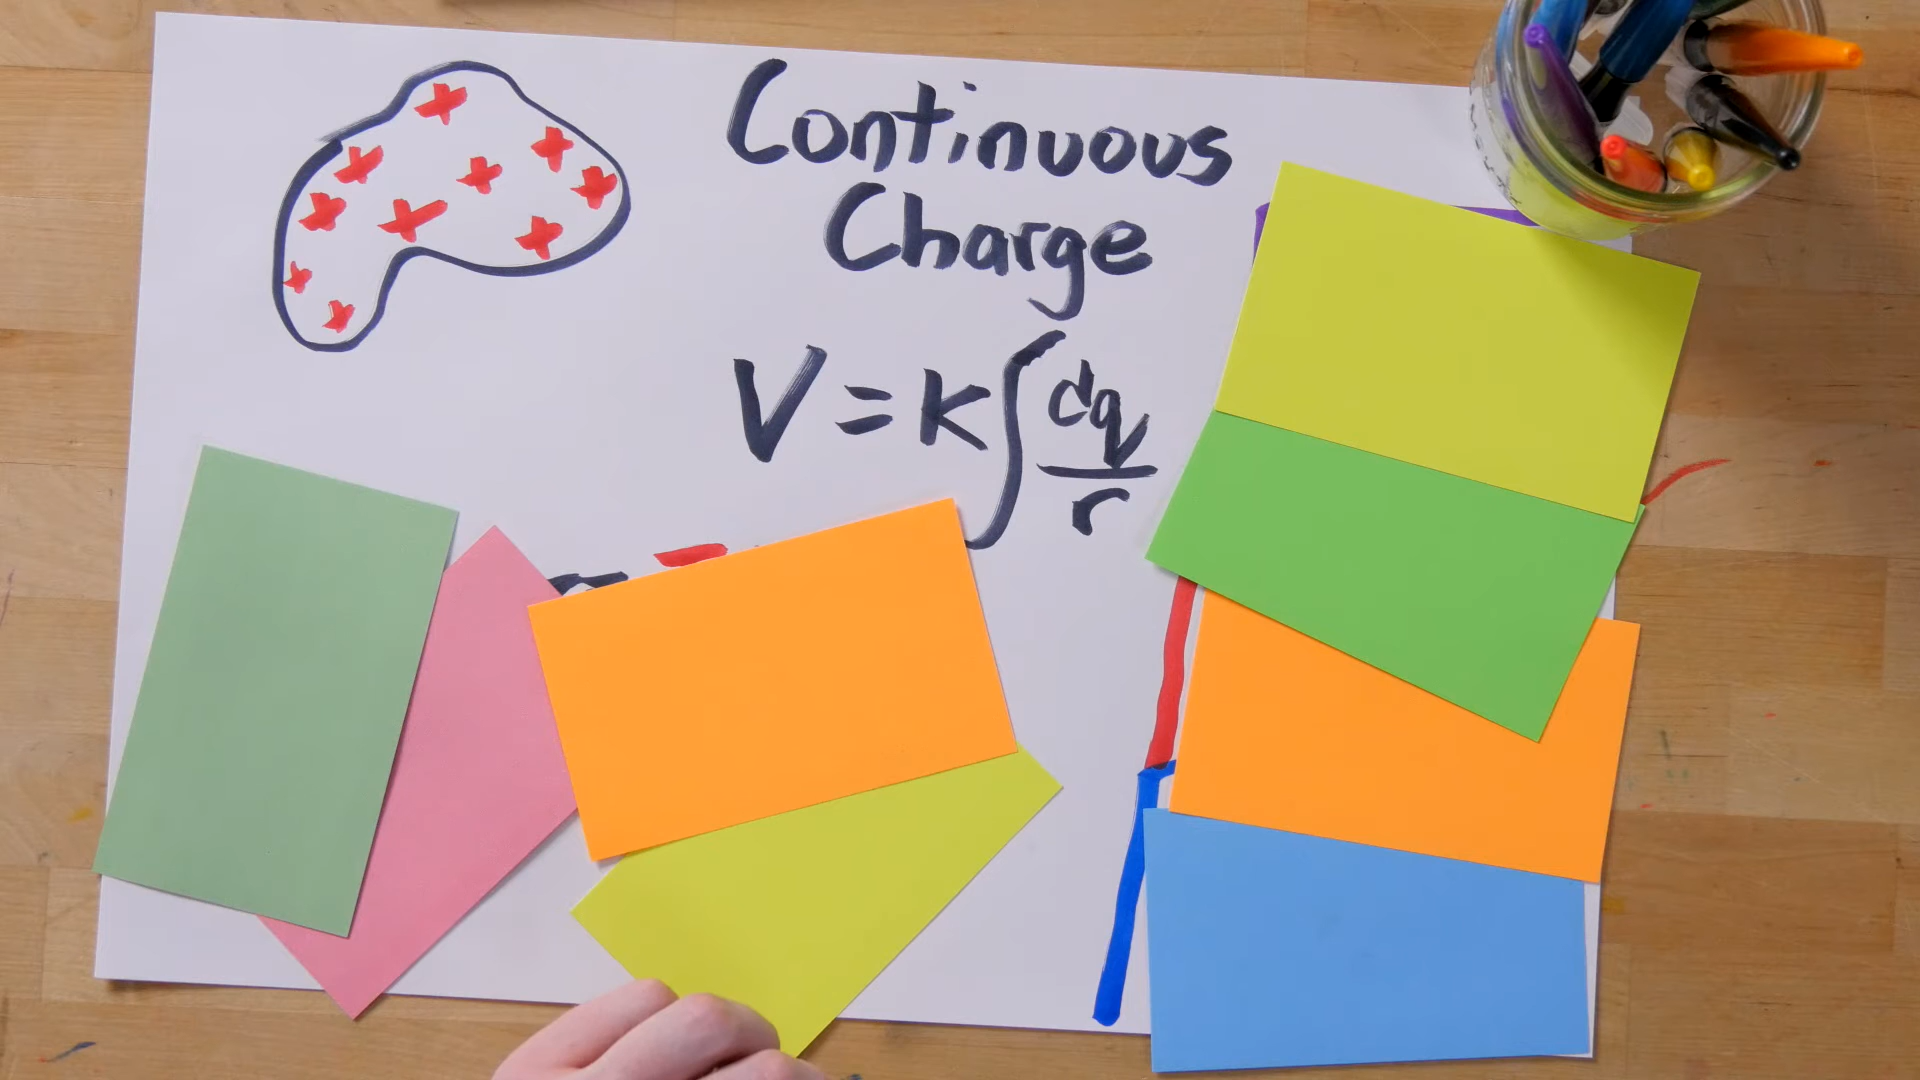 Continuous
Charge
V = K∫ dq/r